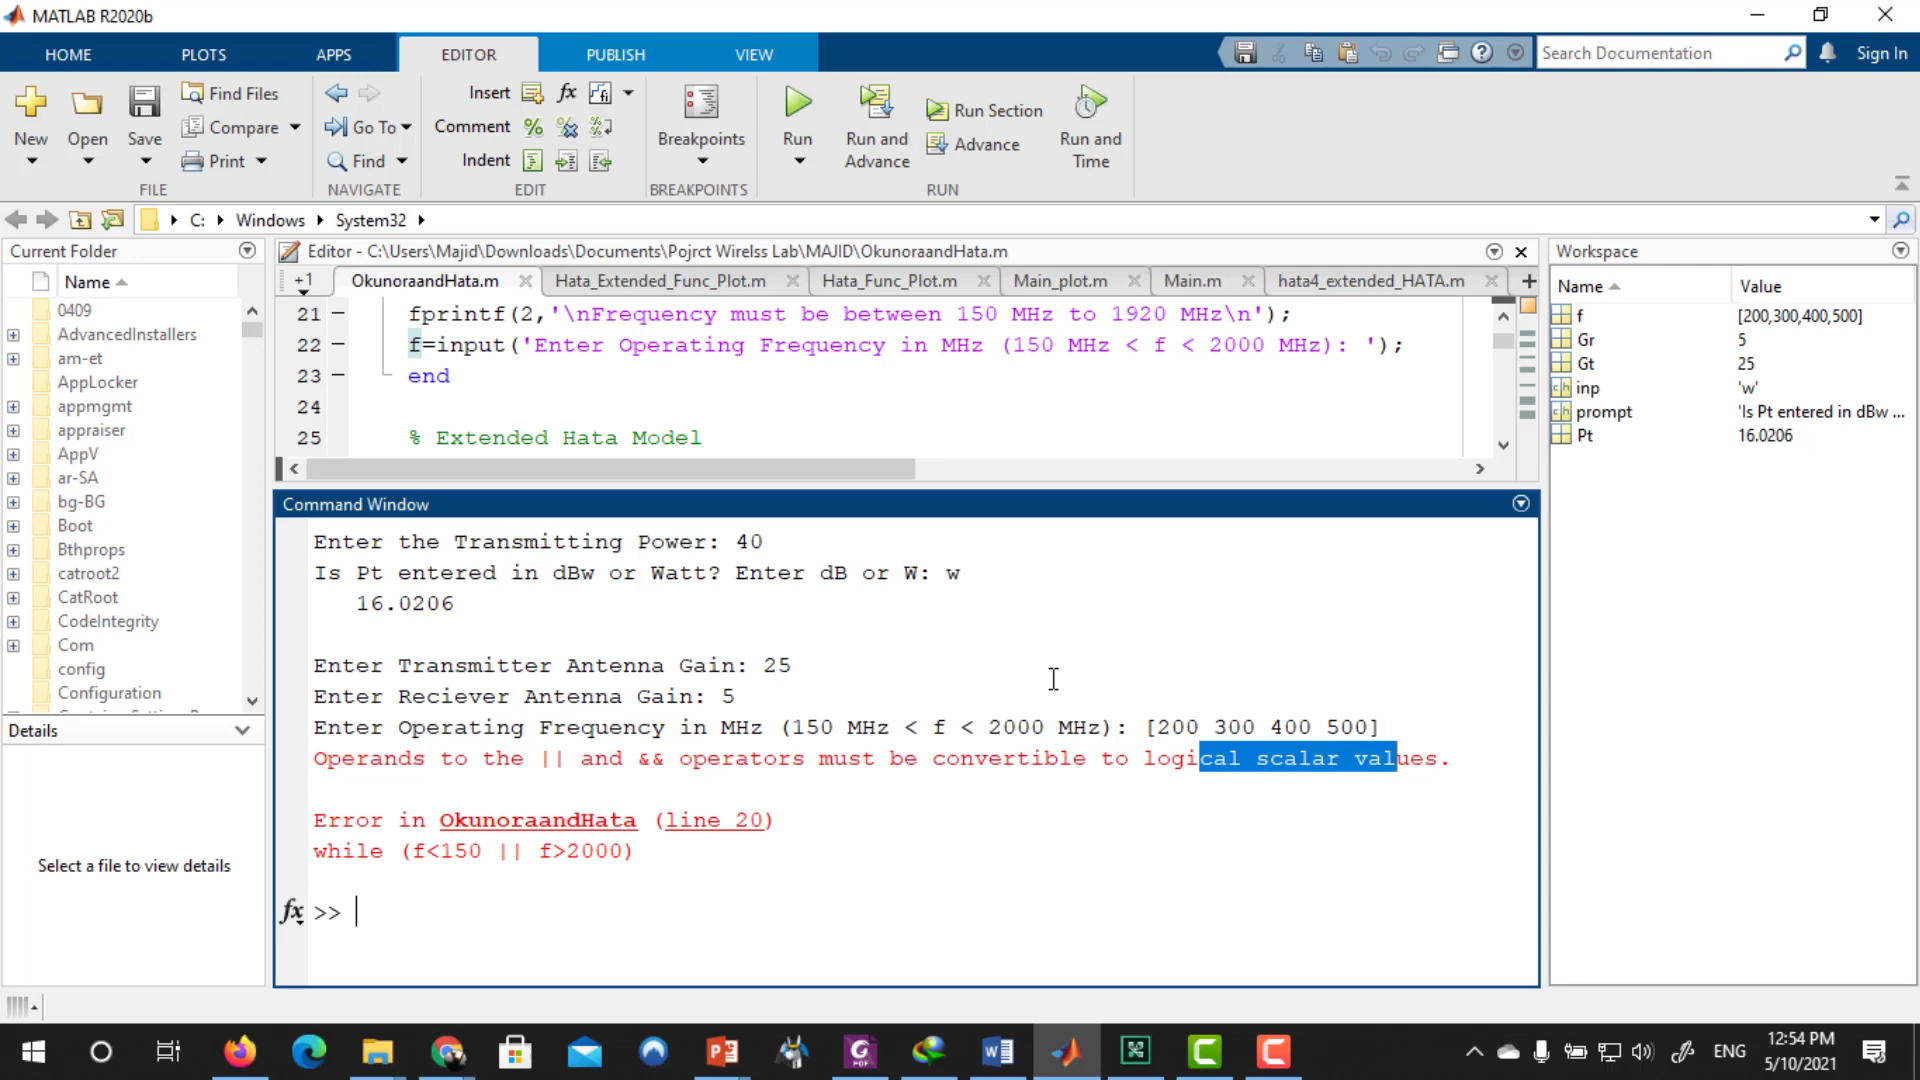 MATLAB R2020b
HOME PLOTS APPS EDITOR PUBLISH VIEW
Search Documentation
Sign In
New
Open
Save
Find Files
Compare
Print
FILE
Go To
Find
NAVIGATE
Insert
Comment
Indent
EDIT
Breakpoints
BREAKPOINTS
Run
Run and Advance
Run Section
Advance
Run and Time
RUN
C: Windows System32
Current Folder
Name
0409
AdvancedInstallers
am-et
AppLocker
appmgmt
appraiser
AppV
ar-SA
bg-BG
Boot
Bthprops
catroot2
CatRoot
CodeIntegrity
Com
config
Configuration
Details
Select a file to view details
Editor - C:\Users\Majid\Downloads\Documents\Pojrct Wirelss Lab\MAJID\OkunoraandHata.m
+1 OkunoraandHata.m Hata_Extended_Func_Plot.m Hata_Func_Plot.m Main_plot.m Main.m hata4_extended_HATA.m
21 – fprintf(2,'\nFrequency must be between 150 MHz to 1920 MHz\n');
22 – f=input('Enter Operating Frequency in MHz (150 MHz < f < 2000 MHz): ');
23 – end
24
25 % Extended Hata Model
Command Window
Enter the Transmitting Power: 40
Is Pt entered in dBw or Watt? Enter dB or W: w
16.0206
Enter Transmitter Antenna Gain: 25
Enter Reciever Antenna Gain: 5
Enter Operating Frequency in MHz (150 MHz < f < 2000 MHz): [200 300 400 500]
Operands to the || and && operators must be convertible to logical scalar values.
Error in OkunoraandHata (line 20)
while (f<150 || f>2000)
fx >>
Workspace
Name Value
f [200,300,400,500]
Gr 5
Gt 25
inp 'w'
prompt 'Is Pt entered in dBw ...
Pt 16.0206
ENG
12:54 PM
5/10/2021